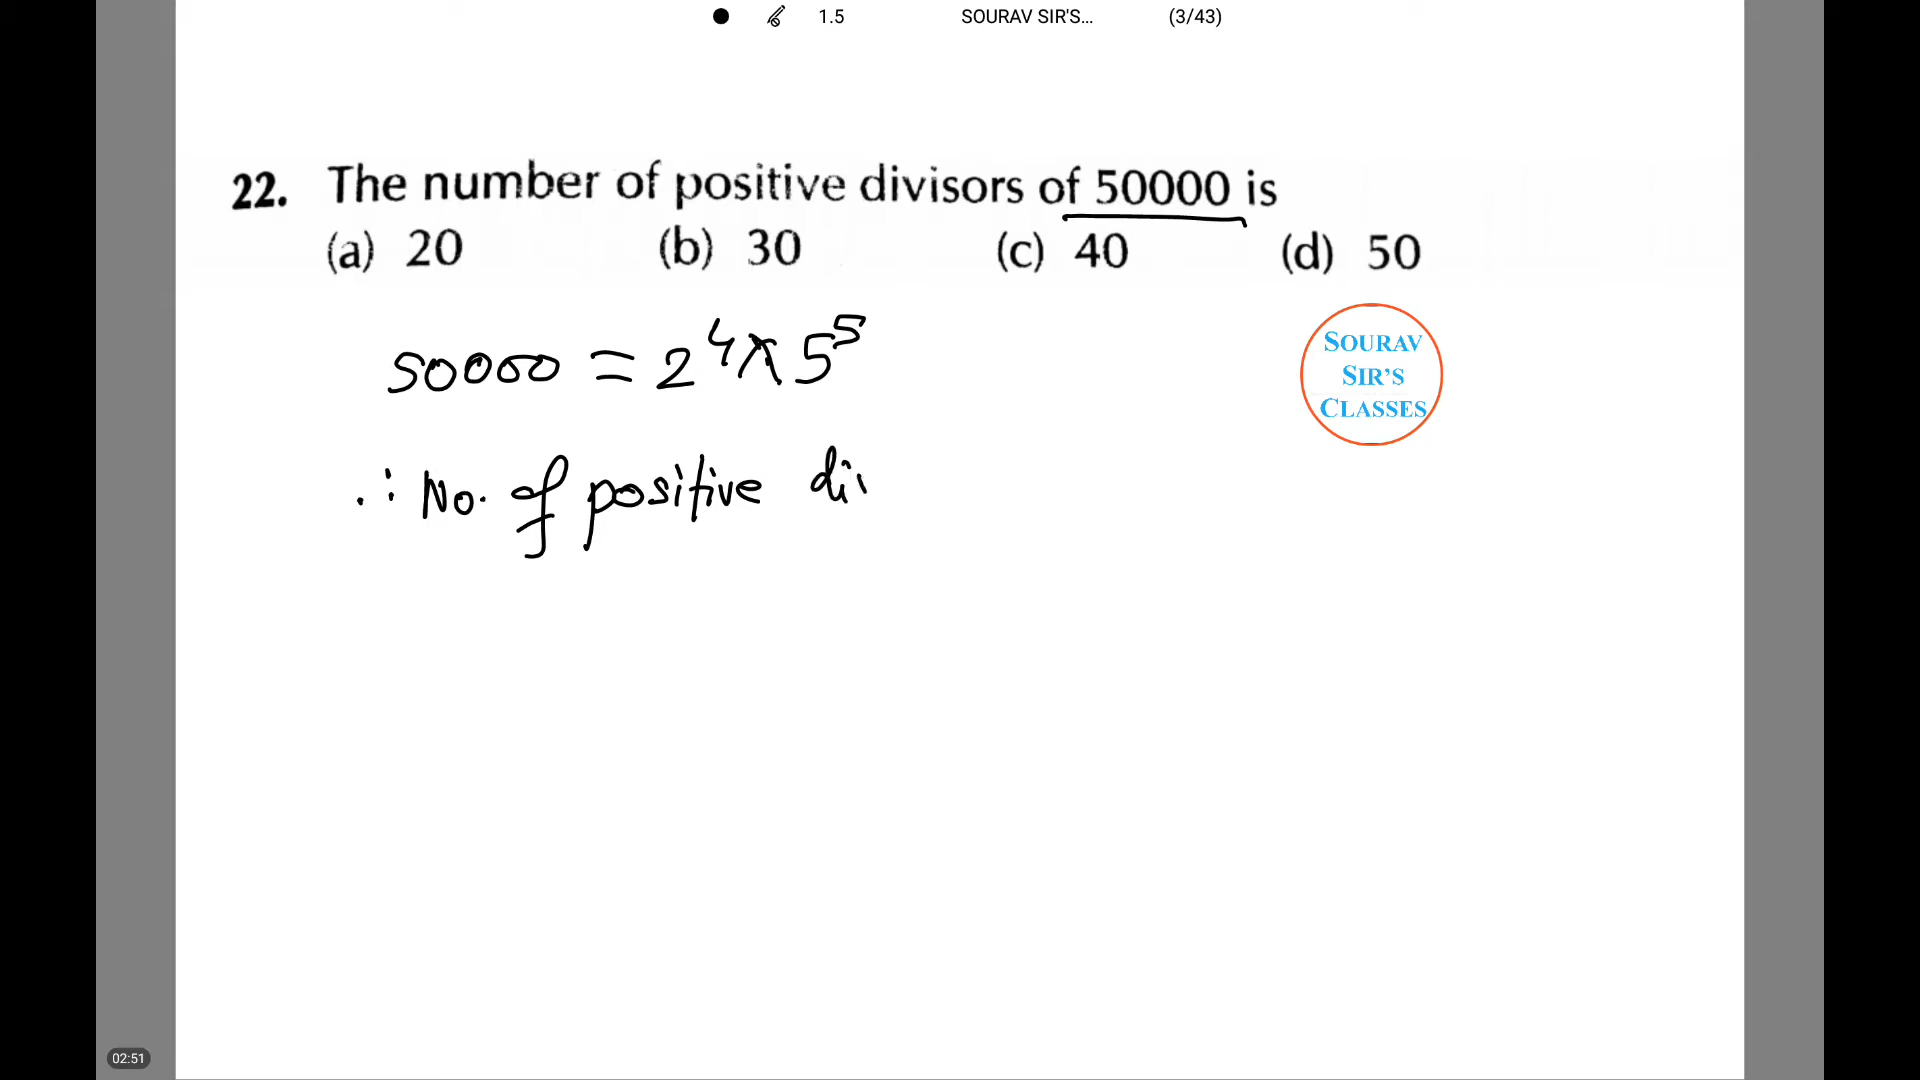 1.5 SOURAV SIR'S... (3/43)
22. The number of positive divisors of 50000 is
(a) 20 (b) 30 (c) 40 (d) 50
50000 = 2⁴ × 5⁵
SOURAV
SIR'S
CLASSES
∴ No. of positive div
02:51